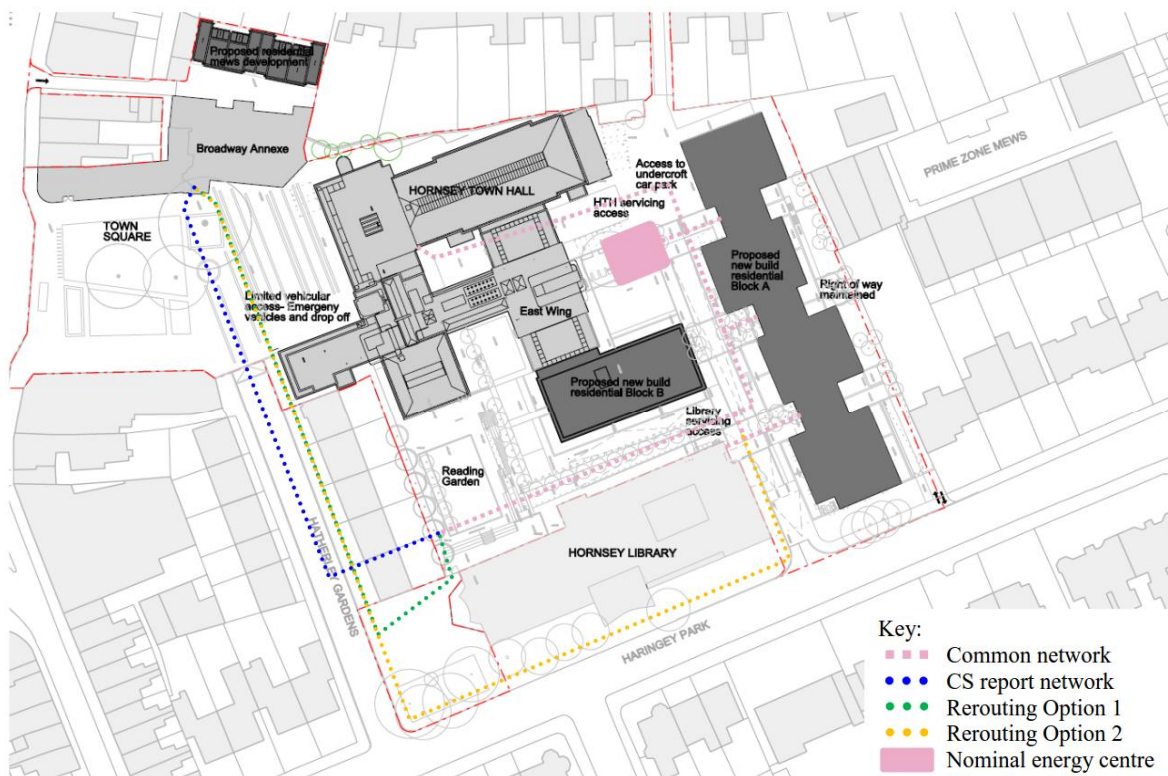 Proposed residential
mews development
Broadway Annexe
HORNSEY TOWN HALL
Access to
undercroft
car park
HTH servicing
access
PRIME ZONE MEWS
TOWN
SQUARE
Limited vehicular
access- Emergeny
vehicles and drop off
East Wing
Proposed
new build
residential
Block A
Right of way
maintained
Proposed new build
residential Block B
Library
servicing
access
Reading
Garden
HATHERLEY GARDENS
HORNSEY LIBRARY
HARINGEY PARK
Key:
Common network
CS report network
Rerouting Option 1
Rerouting Option 2
Nominal energy centre